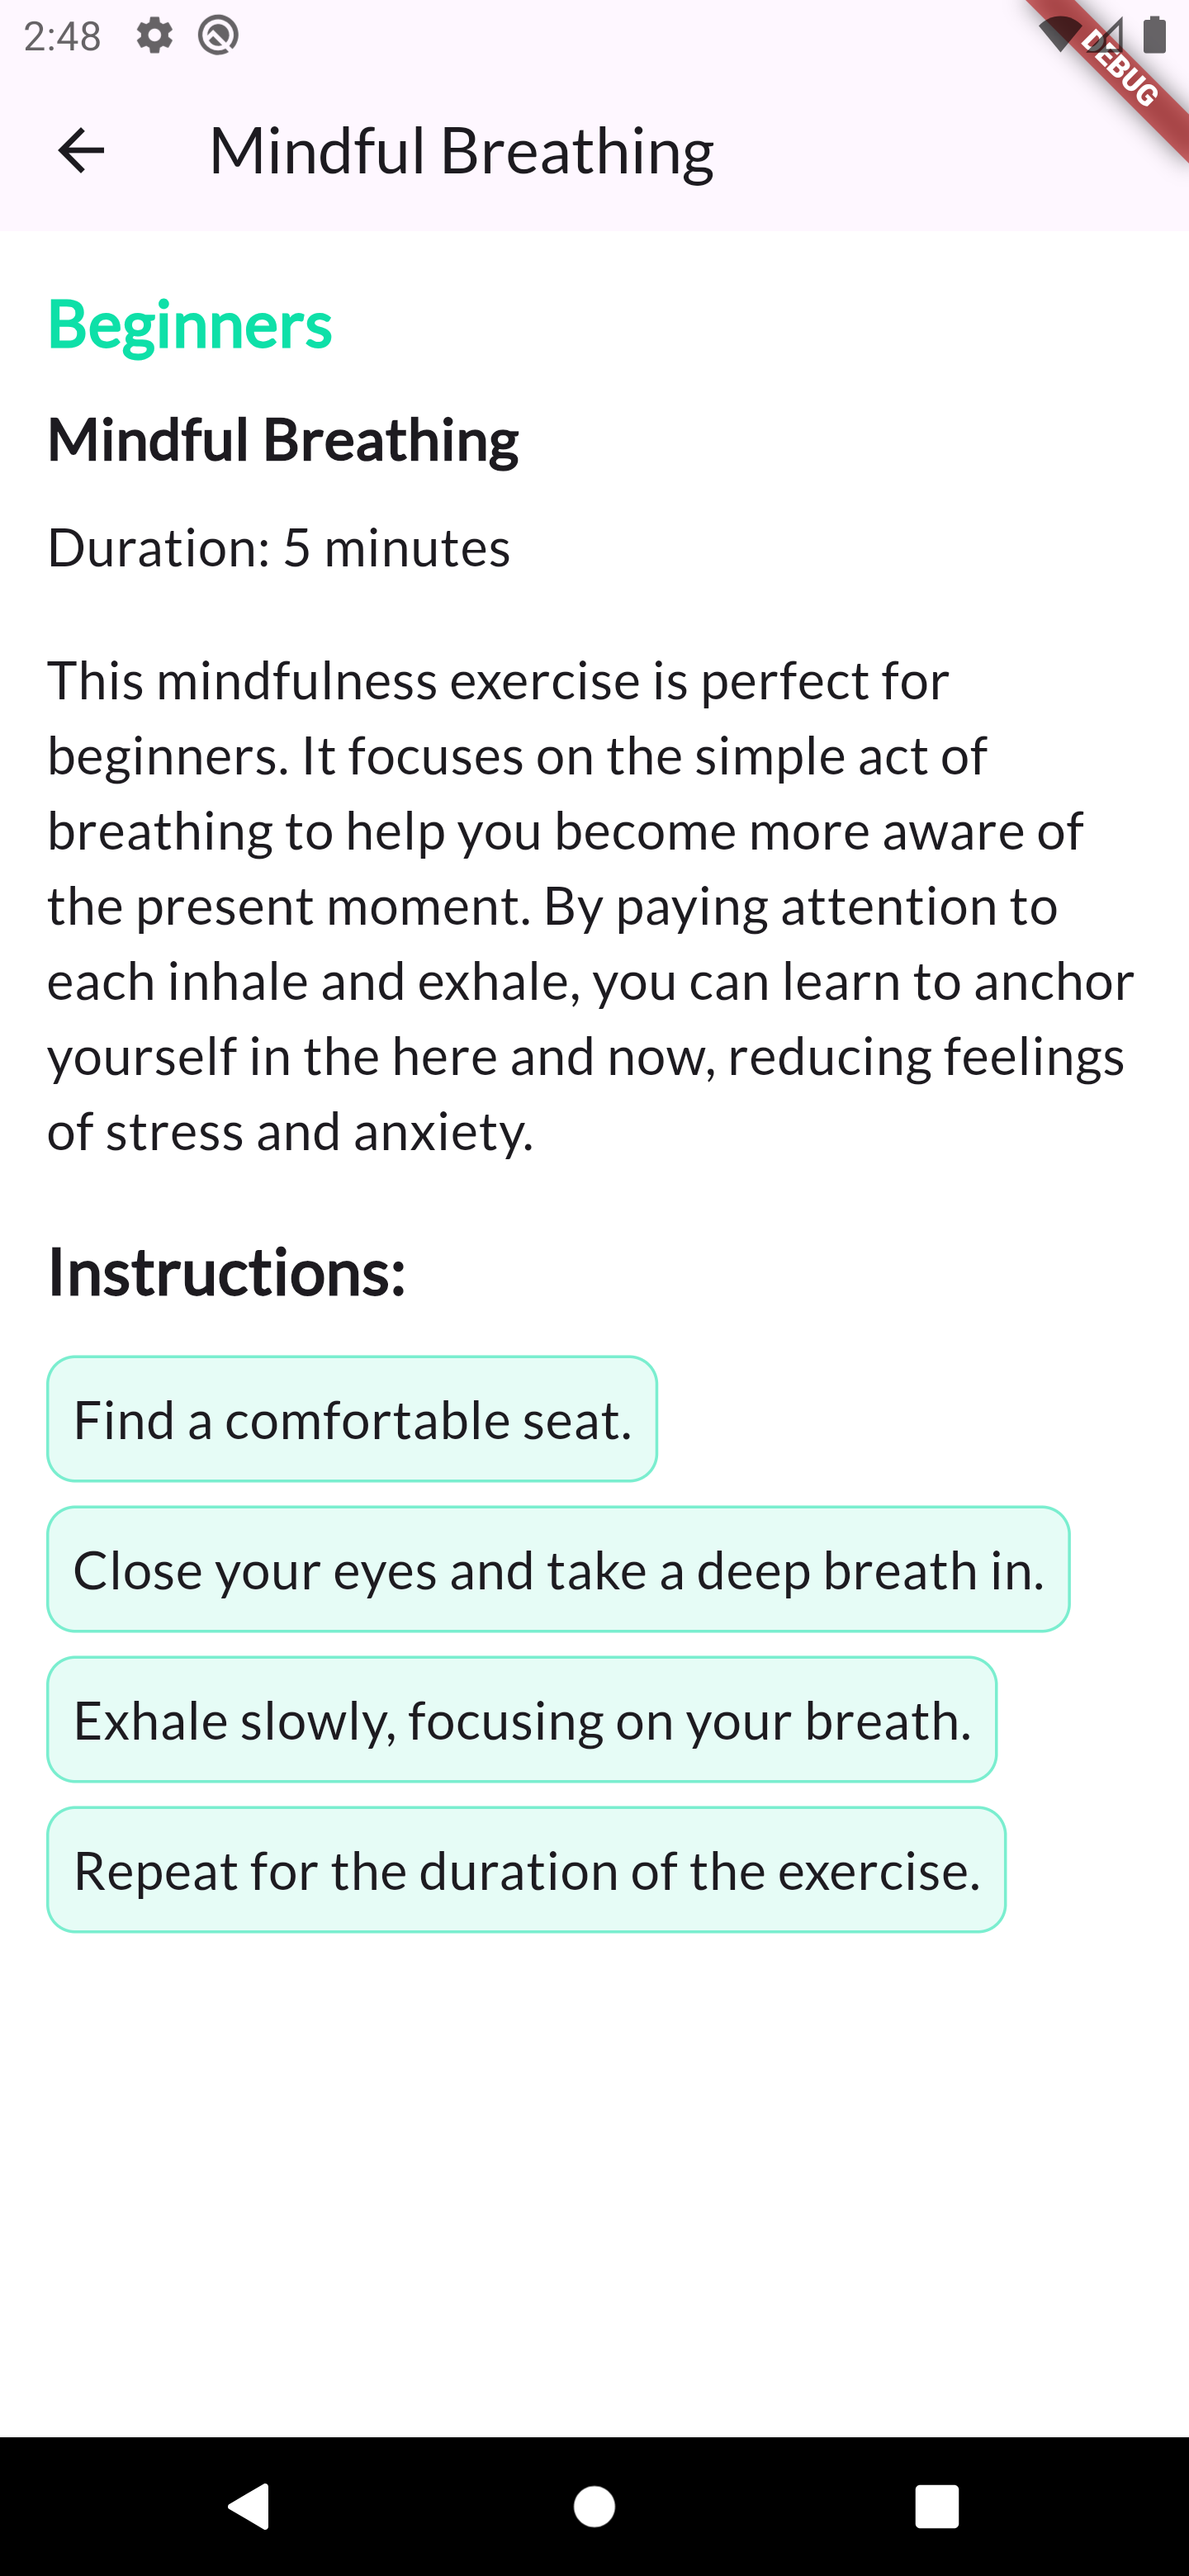 2:48
DEBUG
Mindful Breathing
Beginners
Mindful Breathing
Duration: 5 minutes
This mindfulness exercise is perfect for
beginners. It focuses on the simple act of
breathing to help you become more aware of
the present moment. By paying attention to
each inhale and exhale, you can learn to anchor
yourself in the here and now, reducing feelings
of stress and anxiety.
Instructions:
Find a comfortable seat.
Close your eyes and take a deep breath in.
Exhale slowly, focusing on your breath.
Repeat for the duration of the exercise.